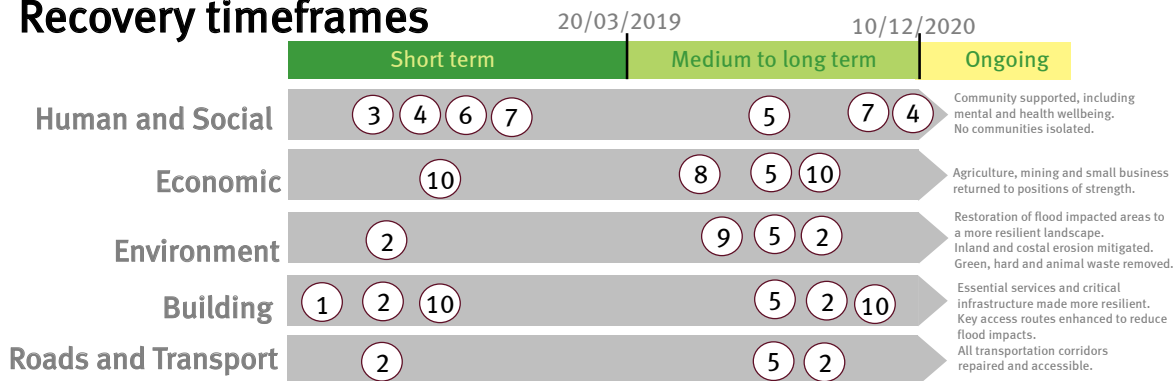 Recovery timeframes
20/03/2019
10/12/2020
Short term
Medium to long term
Ongoing
Human and Social
3 4 6 7 5 7 4
Community supported, including
mental and health wellbeing.
No communities isolated.
Economic
10 8 5 10
Agriculture, mining and small business
returned to positions of strength.
Environment
2 9 5 2
Restoration of flood impacted areas to
a more resilient landscape.
Inland and costal erosion mitigated.
Green, hard and animal waste removed.
Building
1 2 10 5 2 10
Essential services and critical
infrastructure made more resilient.
Key access routes enhanced to reduce
flood impacts.
Roads and Transport
2 5 2
All transportation corridors
repaired and accessible.